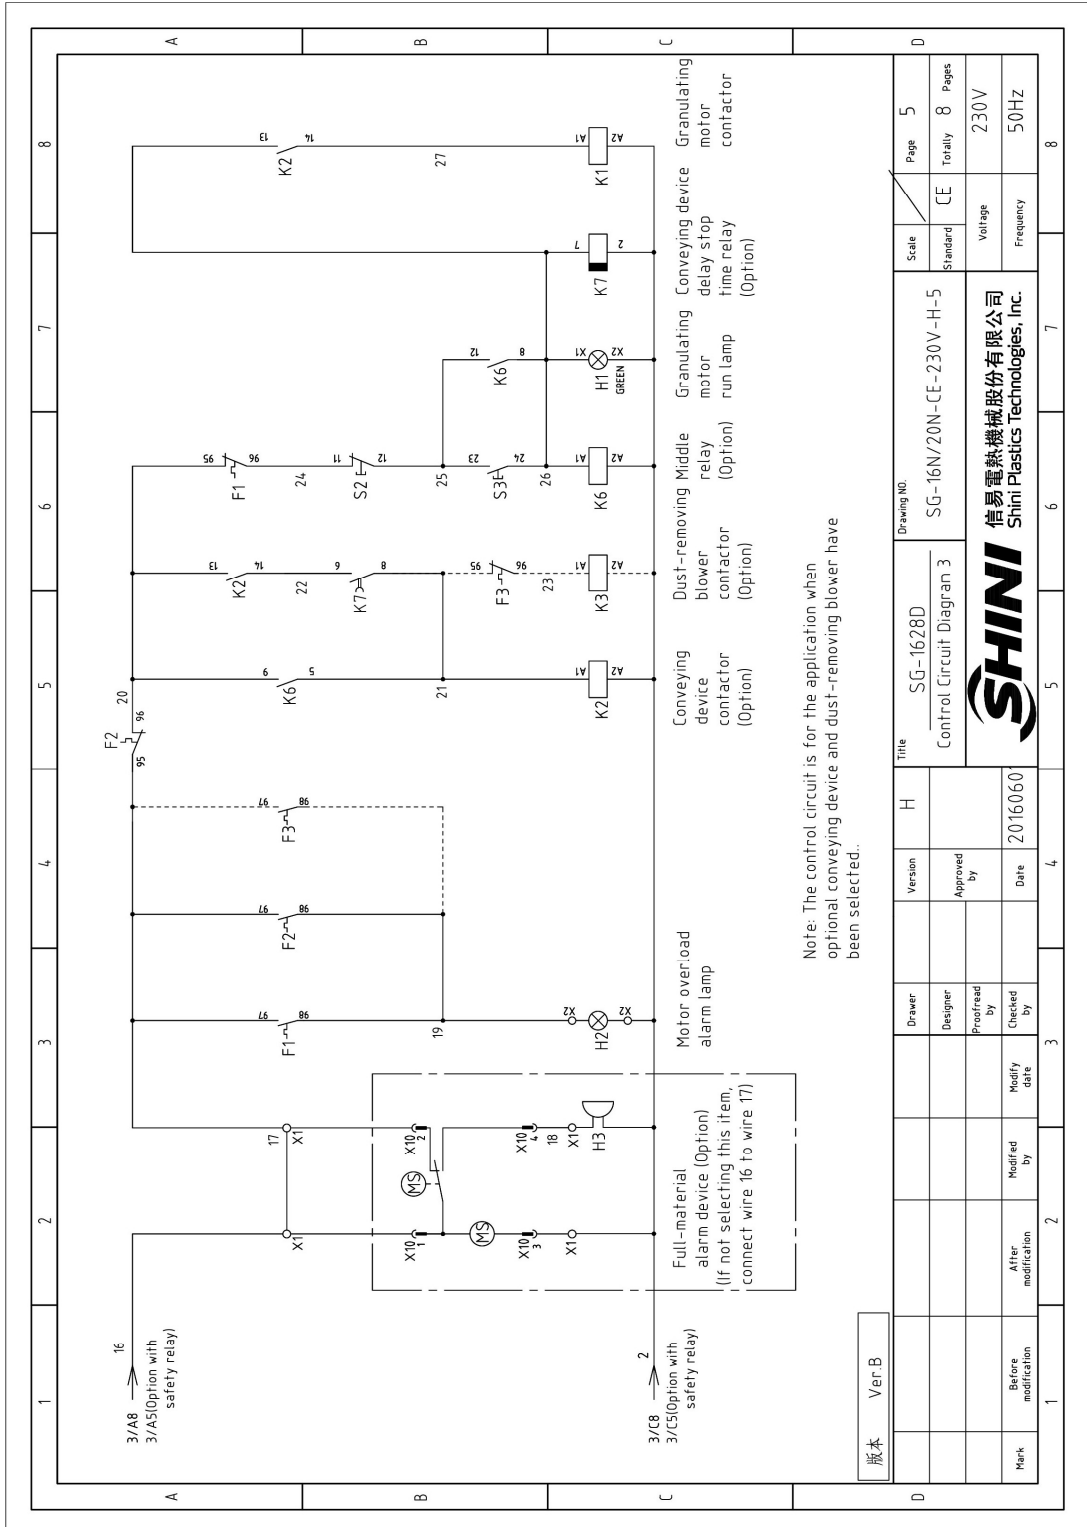 1 2 3 4 5 6 7 8
A
B
C
D
3/A8
3/A5(Option with
safety relay)
16
X1
17
X1
F1
97
98
F2
97
98
F3
97
98
F2
95
96
20
K6
9
5
K2
13
14
22
K7
6
8
F1
95
96
24
S2
11
12
25
S3
23
24
26
K6
12
8
K2
13
14
27
X10
1
X10
2
MS
MS
X10
3
X10
4
X1
18
X1
H3
19
X2
H2
X2
21
K2
A1
A2
F3
95
96
23
K3
A1
A2
K6
A1
A2
H1
X1
X2
GREEN
K7
7
2
K1
A1
A2
3/C8
3/C5(Option with
safety relay)
2
Full-material
alarm device (Option)
(If not selecting this item,
connect wire 16 to wire 17)
Motor overload
alarm lamp
Conveying
device
contactor
(Option)
Dust-removing
blower
contactor
(Option)
Middle
relay
(Option)
Granulating
motor
run lamp
Conveying device
delay stop
time relay
(Option)
Granulating
motor
contactor
Note: The control circuit is for the application when
optional conveying device and dust-removing blower have
been selected..
版本 Ver.B
Mark
Before
modification
After
modification
Modified
by
Modify
date
Drawer
Designer
Proofread
by
Checked
by
Version
H
Approved
by
Date
2016060
Title
SG-1628D
Control Circuit Diagran 3
Drawing NO.
SG-16N/20N-CE-230V-H-5
SHINI
信易電熱機械股份有限公司
Shini Plastics Technologies, Inc.
Scale
Page 5
Standard
CE
Totally 8 Pages
Voltage
230V
Frequency
50Hz
A
B
C
D
1 2 3 4 5 6 7 8